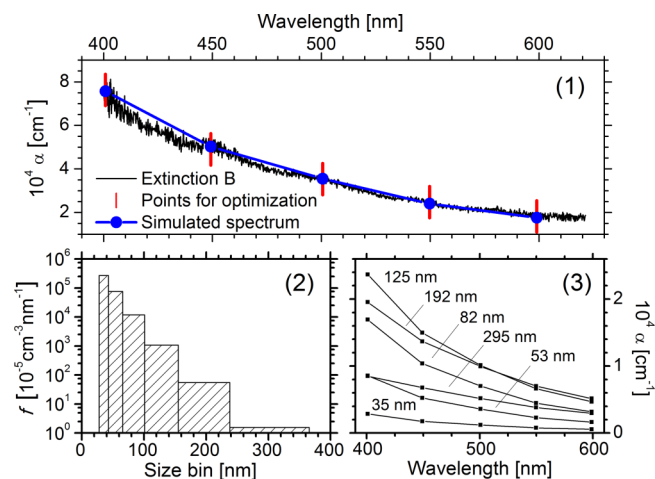 Wavelength [nm]
400 450 500 550 600
8
6
4
2
10⁴ α [cm⁻¹]
(1)
Extinction B
Points for optimization
Simulated spectrum
10⁶
10⁵
10⁴
10³
10²
10¹
10⁰
f [10⁻⁵cm⁻³nm⁻¹]
(2)
0 100 200 300 400
Size bin [nm]
(3)
125 nm
192 nm
82 nm
295 nm
53 nm
35 nm
2
1
0
10⁴ α [cm⁻¹]
400 450 500 550 600
Wavelength [nm]